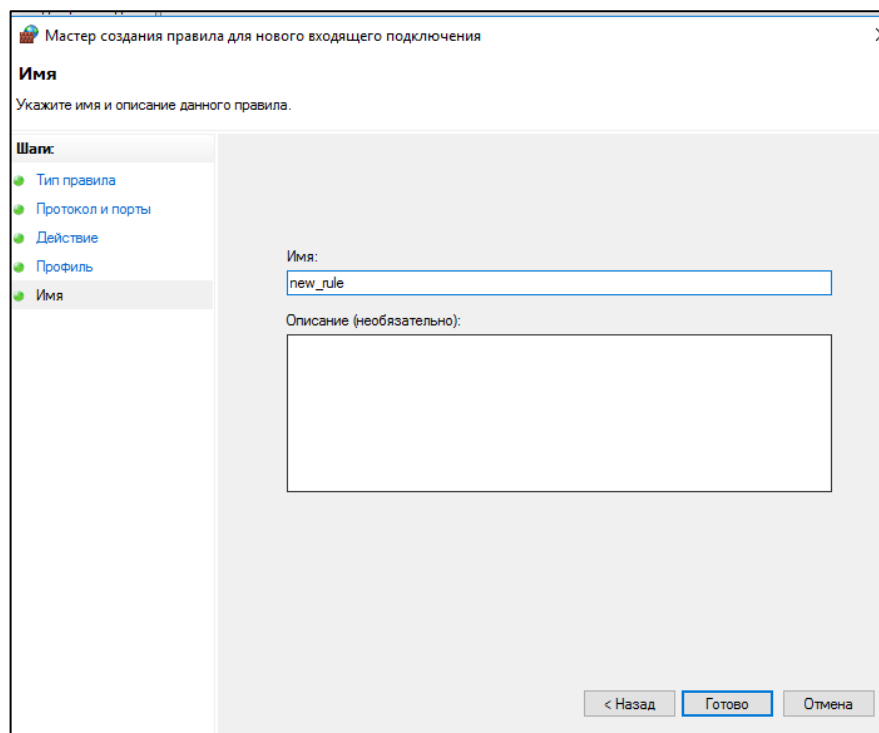 Мастер создания правила для нового входящего подключения
Имя
Укажите имя и описание данного правила.
Шаги:
Тип правила
Протокол и порты
Действие
Профиль
Имя
Имя:
new_rule
Описание (необязательно):
< Назад
Готово
Отмена